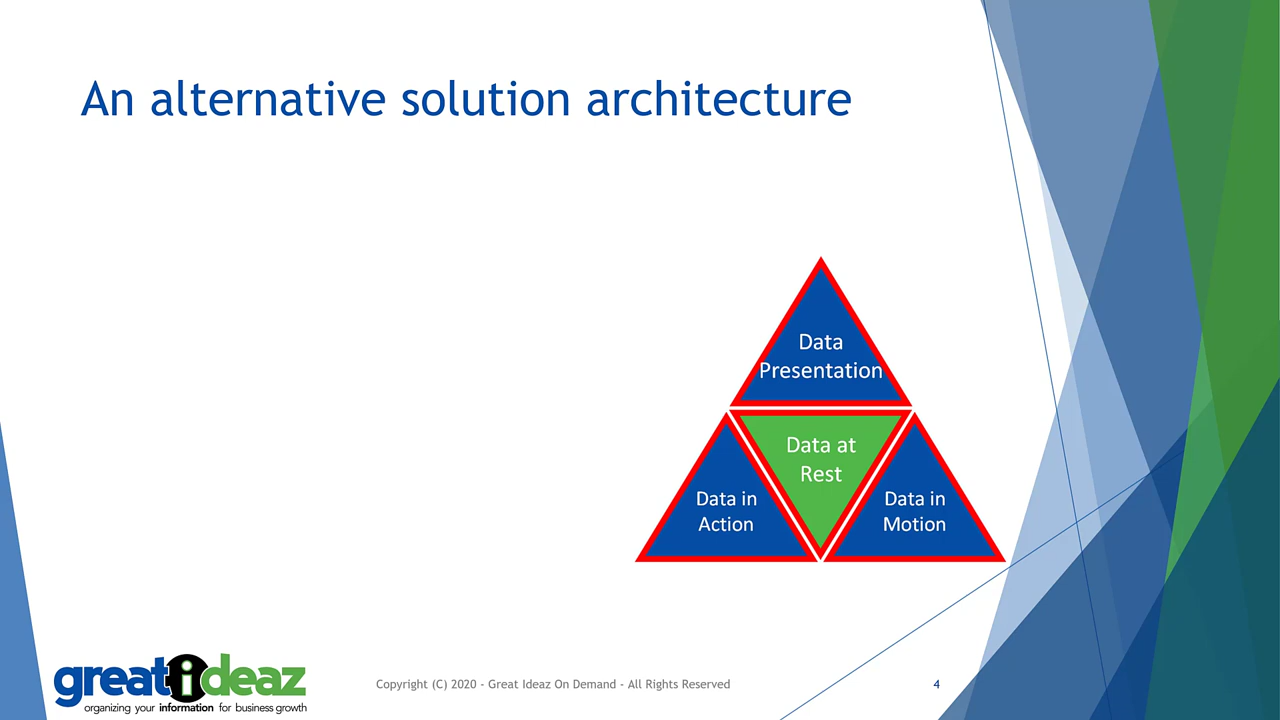 An alternative solution architecture
Data
Presentation
Data at
Rest
Data in
Action
Data in
Motion
greatideaz
organizing your information for business growth
Copyright (C) 2020 - Great Ideaz On Demand - All Rights Reserved
4